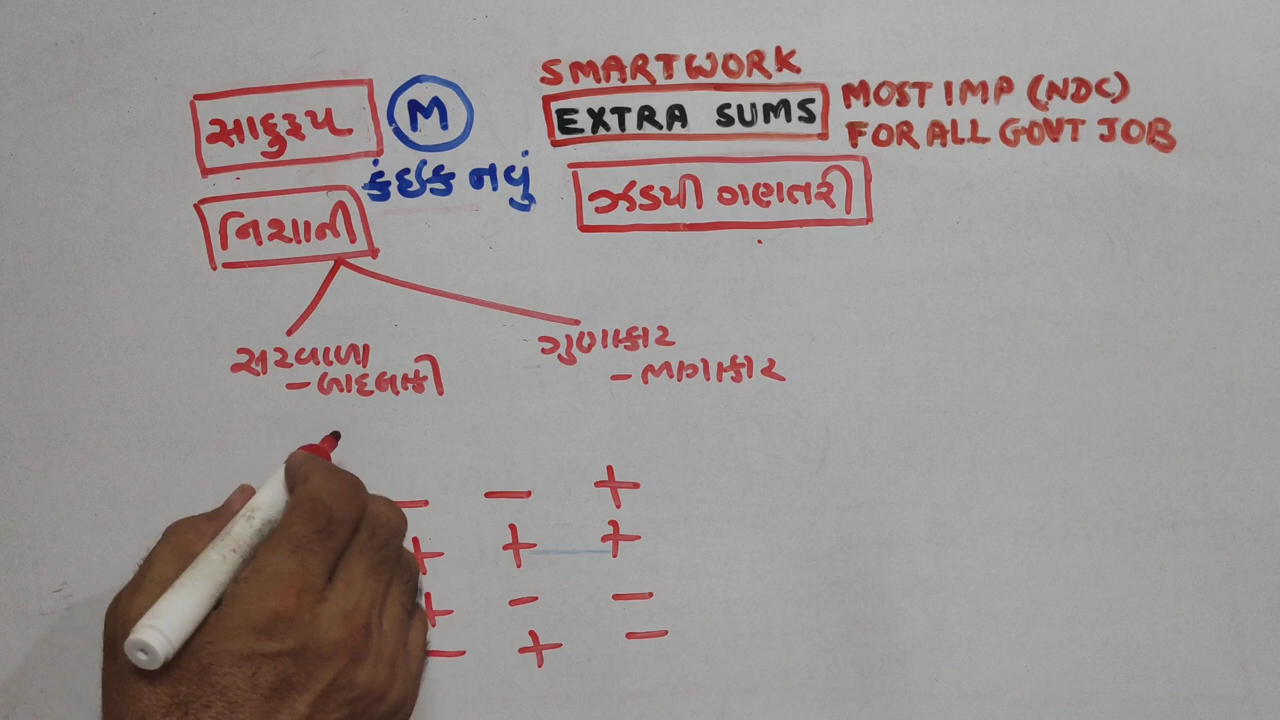 SMARTWORK
સાદુરૂપ M EXTRA SUMS MOST IMP (NDC)
FOR ALL GOVT JOB
કંઈક નવું
નિશાની ઝડપી ગણતરી
સરવાળા
- બાદબાકી
ગુણાકાર
- ભાગાકાર
- - +
+ + +
+ - -
- + -